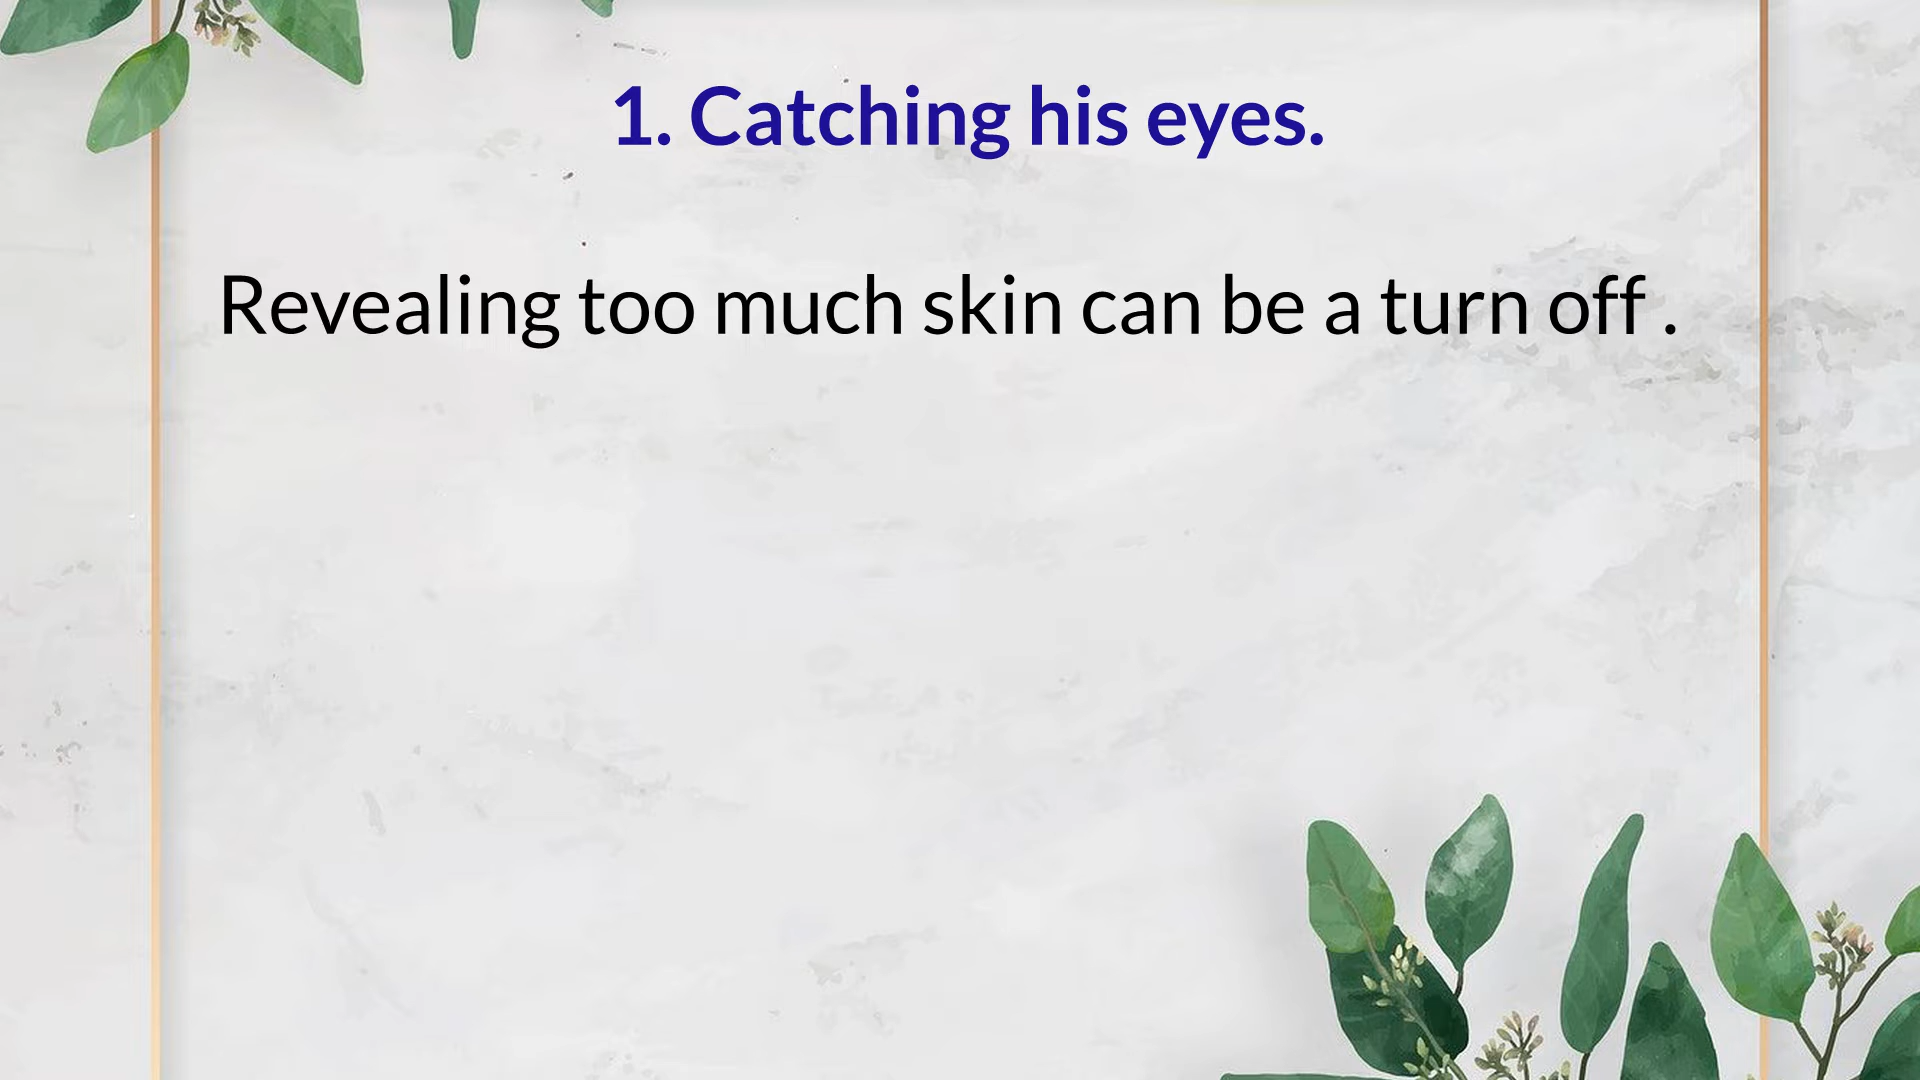 1. Catching his eyes.
Revealing too much skin can be a turn off .